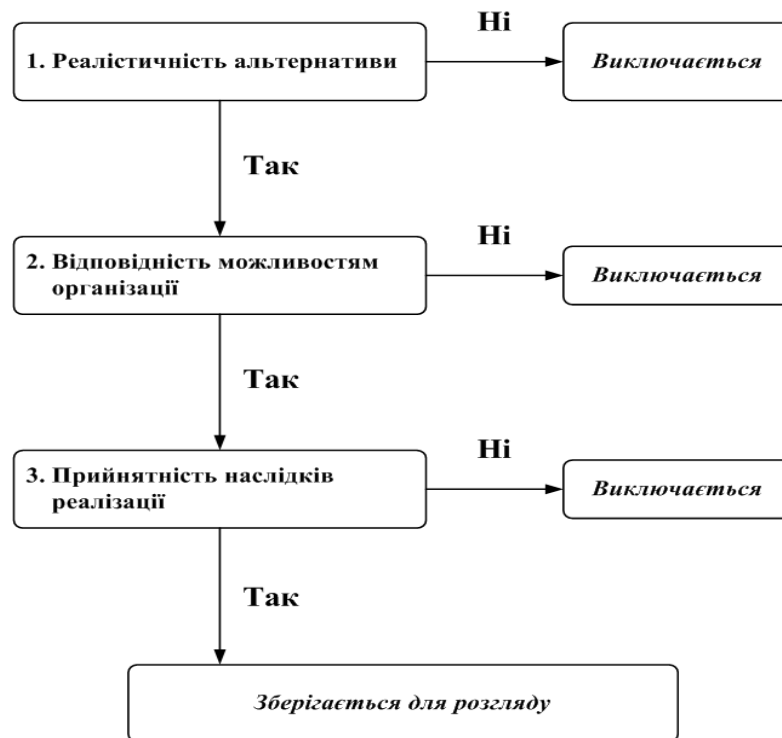 Ні
1. Реалістичність альтернативи
Виключається
Так
Ні
2. Відповідність можливостям
організації
Виключається
Так
Ні
3. Прийнятність наслідків
реалізації
Виключається
Так
Зберігається для розгляду